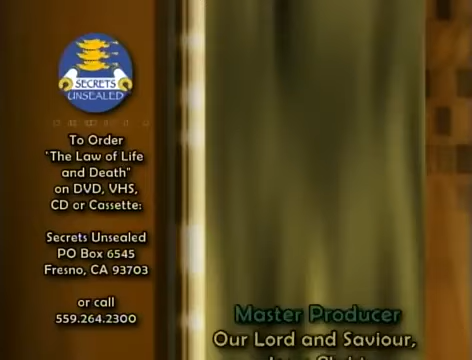 SECRETS
UNSEALED
To Order
"The Law of Life
and Death"
on DVD, VHS,
CD or Cassette:
Secrets Unsealed
PO Box 6545
Fresno, CA 93703
or call
559.264.2300
Master Producer
Our Lord and Saviour,